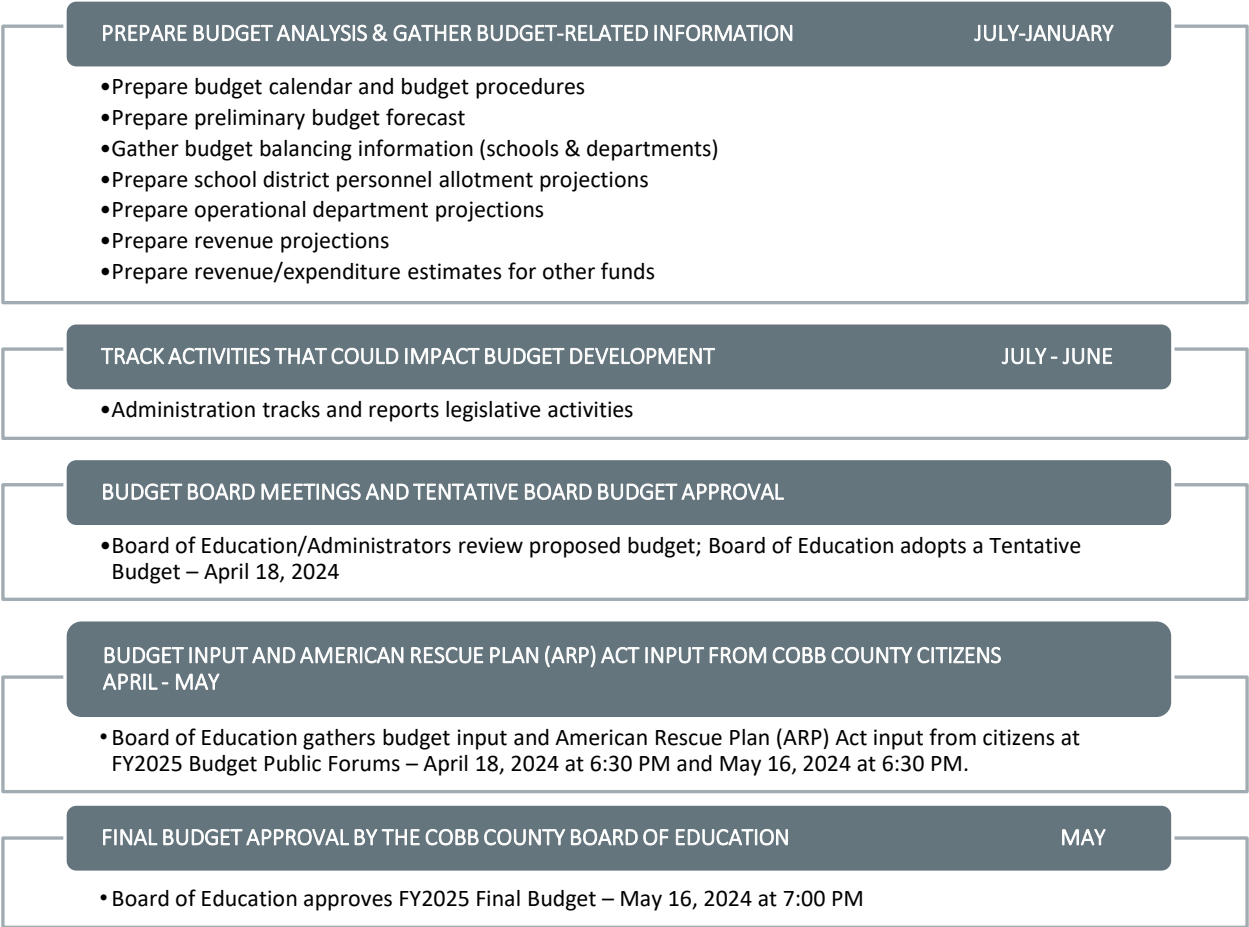 PREPARE BUDGET ANALYSIS & GATHER BUDGET-RELATED INFORMATION JULY-JANUARY
•Prepare budget calendar and budget procedures
•Prepare preliminary budget forecast
•Gather budget balancing information (schools & departments)
•Prepare school district personnel allotment projections
•Prepare operational department projections
•Prepare revenue projections
•Prepare revenue/expenditure estimates for other funds
TRACK ACTIVITIES THAT COULD IMPACT BUDGET DEVELOPMENT JULY - JUNE
•Administration tracks and reports legislative activities
BUDGET BOARD MEETINGS AND TENTATIVE BOARD BUDGET APPROVAL
•Board of Education/Administrators review proposed budget; Board of Education adopts a Tentative
Budget – April 18, 2024
BUDGET INPUT AND AMERICAN RESCUE PLAN (ARP) ACT INPUT FROM COBB COUNTY CITIZENS
APRIL - MAY
• Board of Education gathers budget input and American Rescue Plan (ARP) Act input from citizens at
FY2025 Budget Public Forums – April 18, 2024 at 6:30 PM and May 16, 2024 at 6:30 PM.
FINAL BUDGET APPROVAL BY THE COBB COUNTY BOARD OF EDUCATION MAY
• Board of Education approves FY2025 Final Budget – May 16, 2024 at 7:00 PM